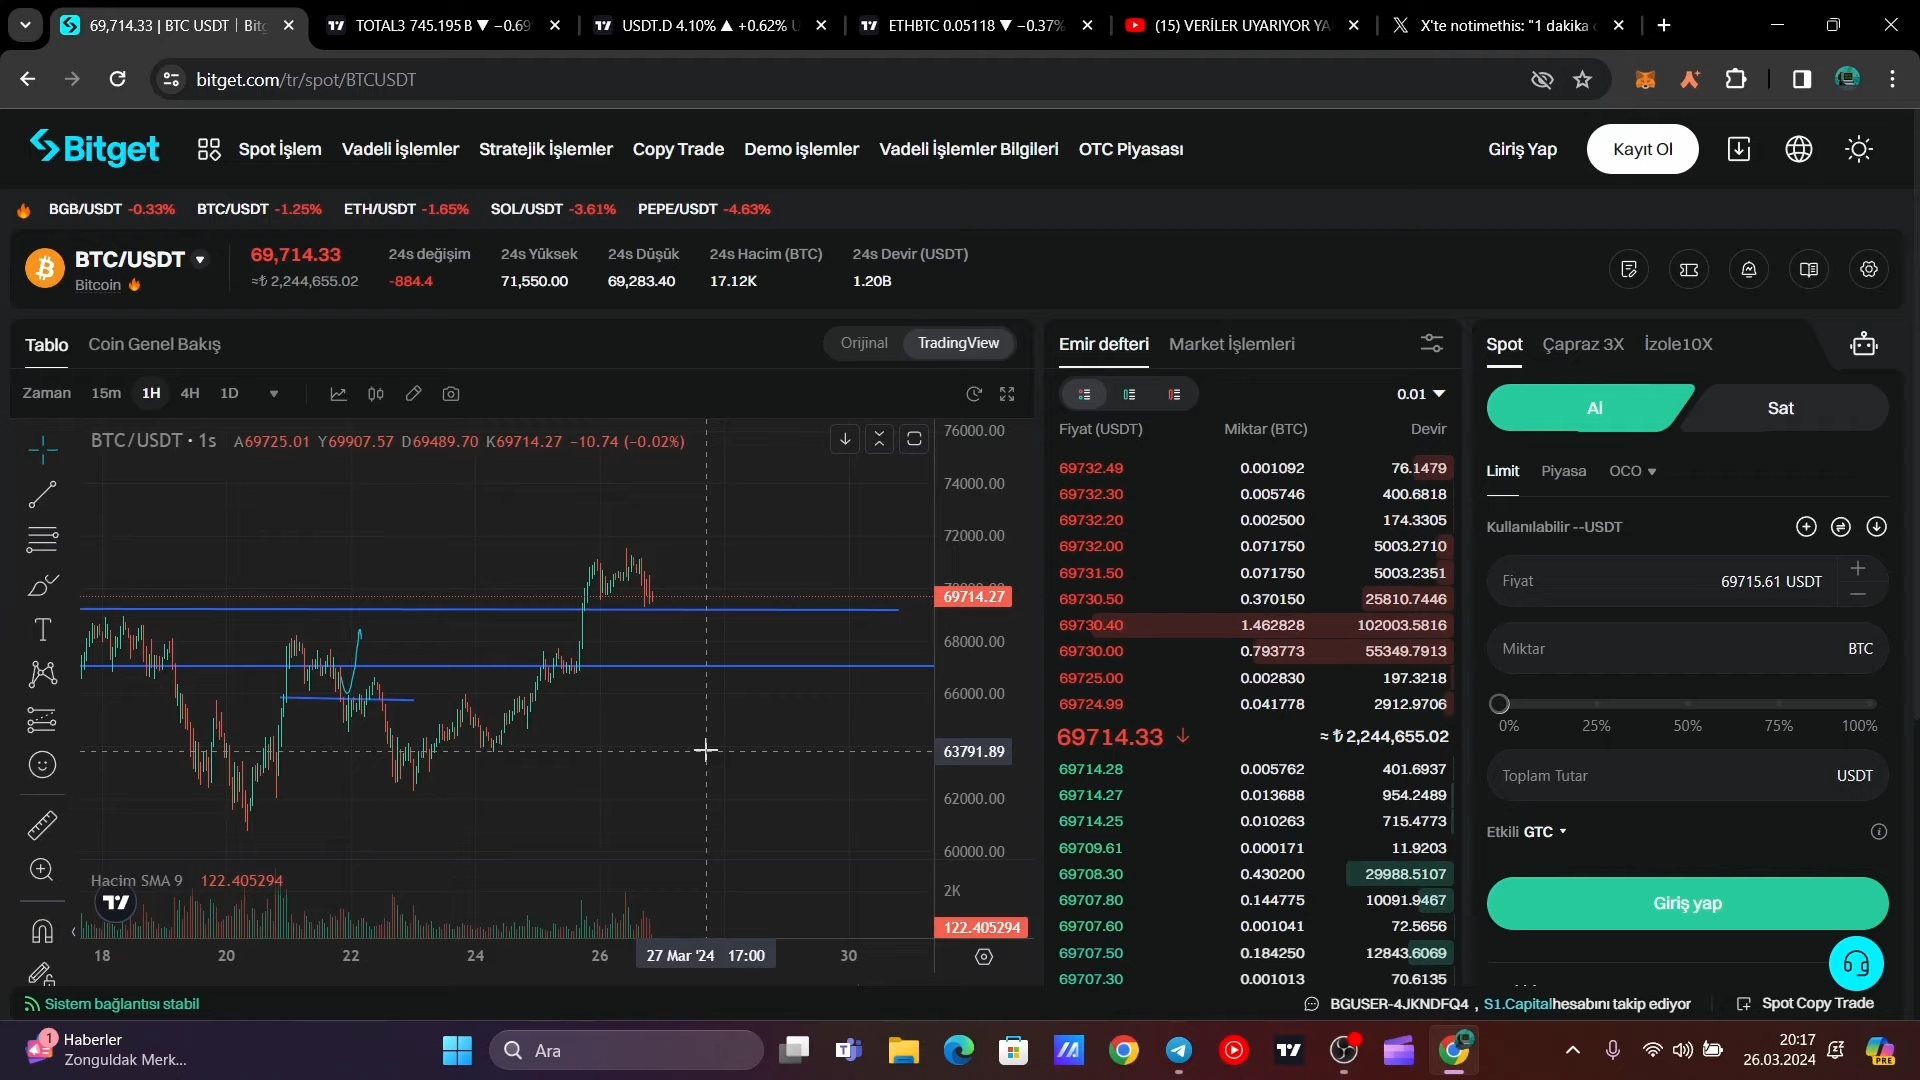 69,714.33 | BTC USDT | Bitg
TOTAL3 745.195 B ▼ −0.69
USDT.D 4.10% ▲ +0.62% U
ETHBTC 0.05118 ▼ −0.37%
(15) VERİLER UYARIYOR YA
X'te notimethis: "1 dakika
bitget.com/tr/spot/BTCUSDT
Bitget
Spot İşlem
Vadeli İşlemler
Stratejik İşlemler
Copy Trade
Demo işlemler
Vadeli İşlemler Bilgileri
OTC Piyasası
Giriş Yap
Kayıt Ol
BGB/USDT -0.33%
BTC/USDT -1.25%
ETH/USDT -1.65%
SOL/USDT -3.61%
PEPE/USDT -4.63%
BTC/USDT
Bitcoin
69,714.33
≈₺ 2,244,655.02
24s değişim
-884.4
24s Yüksek
71,550.00
24s Düşük
69,283.40
24s Hacim (BTC)
17.12K
24s Devir (USDT)
1.20B
Tablo
Coin Genel Bakış
Orijinal
TradingView
Zaman 15m 1H 4H 1D
BTC/USDT · 1s A69725.01 Y69907.57 D69489.70 K69714.27 −10.74 (−0.02%)
76000.00
74000.00
72000.00
69714.27
68000.00
66000.00
63791.89
62000.00
60000.00
Hacim SMA 9 122.405294
2K
122.405294
18 20 22 24 26 27 Mar '24 17:00 30
Emir defteri
Market İşlemleri
0.01
Fiyat (USDT) Miktar (BTC) Devir
69732.49 0.001092 76.1479
69732.30 0.005746 400.6818
69732.20 0.002500 174.3305
69732.00 0.071750 5003.2710
69731.50 0.071750 5003.2351
69730.50 0.370150 25810.7446
69730.40 1.462828 102003.5816
69730.00 0.793773 55349.7913
69725.00 0.002830 197.3218
69724.99 0.041778 2912.9706
69714.33 ↓ ≈ ₺ 2,244,655.02
69714.28 0.005762 401.6937
69714.27 0.013688 954.2489
69714.25 0.010263 715.4773
69709.61 0.000171 11.9203
69708.30 0.430200 29988.5107
69707.80 0.144775 10091.9467
69707.60 0.001041 72.5656
69707.50 0.184250 12843.6069
69707.30 0.001013 70.6135
Spot
Çapraz 3X
İzole10X
Al
Sat
Limit
Piyasa
OCO
Kullanılabilir --USDT
Fiyat 69715.61 USDT
Miktar BTC
0% 25% 50% 75% 100%
Toplam Tutar USDT
Etkili GTC
Giriş yap
Sistem bağlantısı stabil
BGUSER-4JKNDFQ4 , S1.Capitalhesabını takip ediyor
Spot Copy Trade
1
Haberler
Zonguldak Merk...
Ara
20:17
26.03.2024
PRE